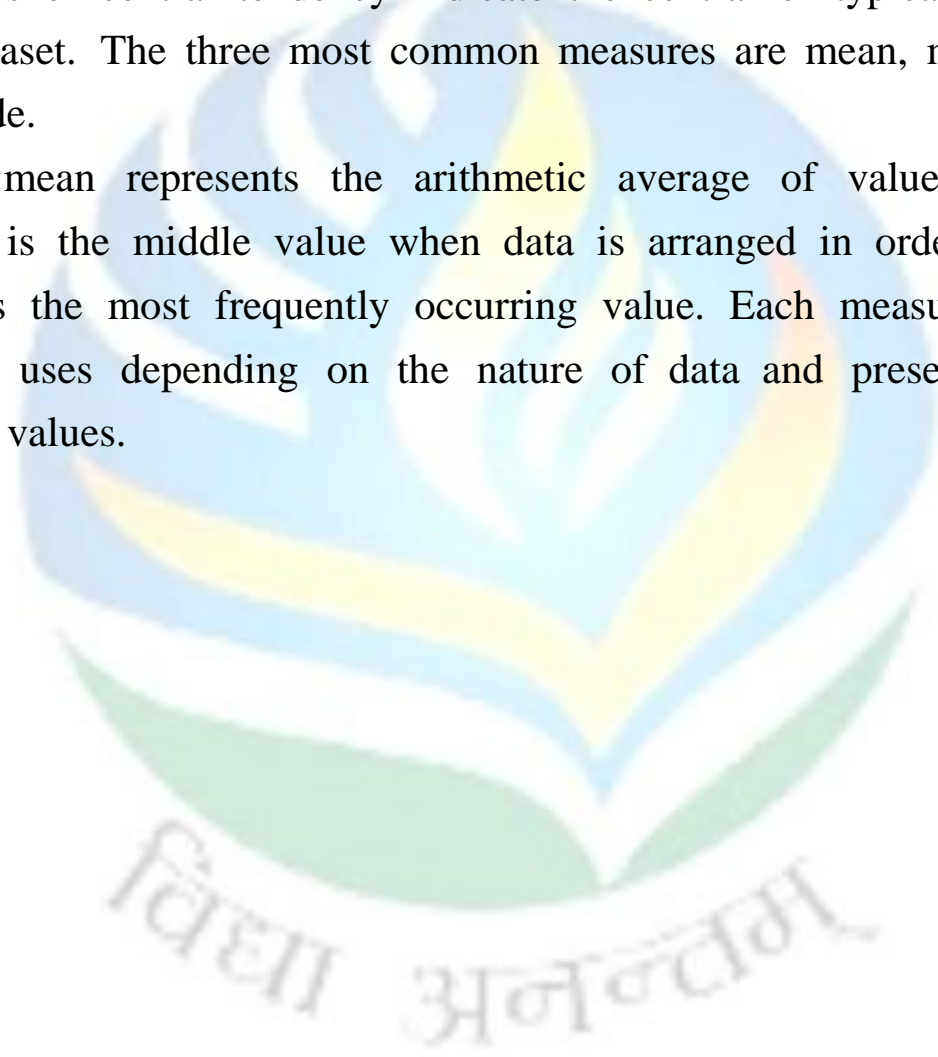 aset. The three most common measures are mean, 
de.
mean represents the arithmetic average of value
is the middle value when data is arranged in orde
s the most frequently occurring value. Each measu
uses depending on the nature of data and prese
values.
विद्या अनन्तम्